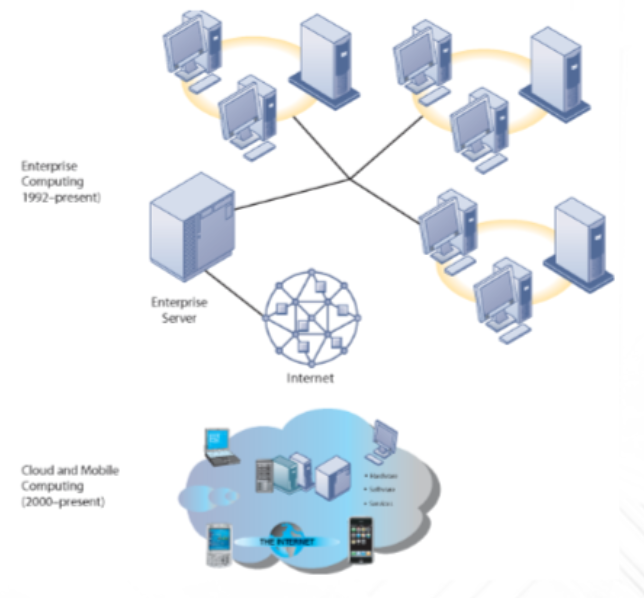 Enterprise
Computing
1992–present)
Enterprise
Server
Internet
Cloud and Mobile
Computing
(2000–present)
• Hardware
• Software
• Services
THE INTERNET